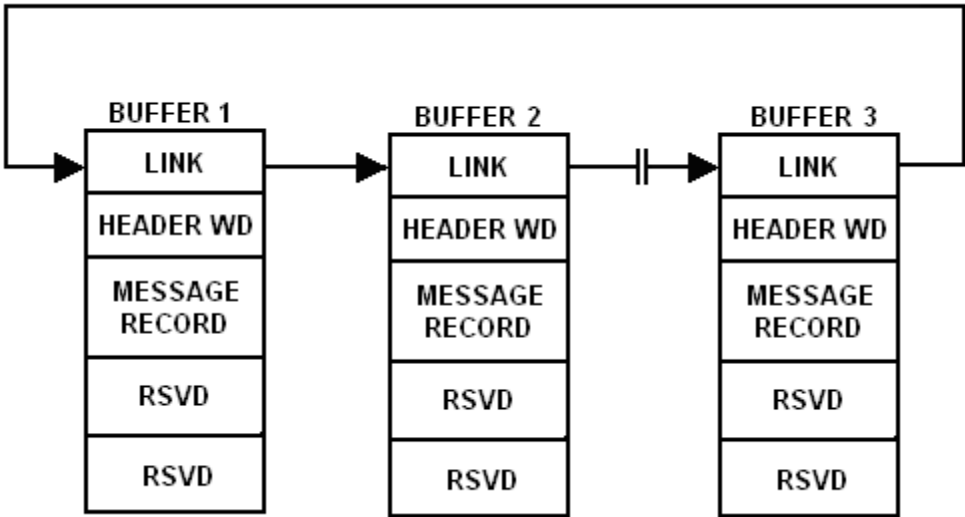 BUFFER 1
LINK
HEADER WD
MESSAGE
RECORD
RSVD
RSVD
BUFFER 2
LINK
HEADER WD
MESSAGE
RECORD
RSVD
RSVD
BUFFER 3
LINK
HEADER WD
MESSAGE
RECORD
RSVD
RSVD